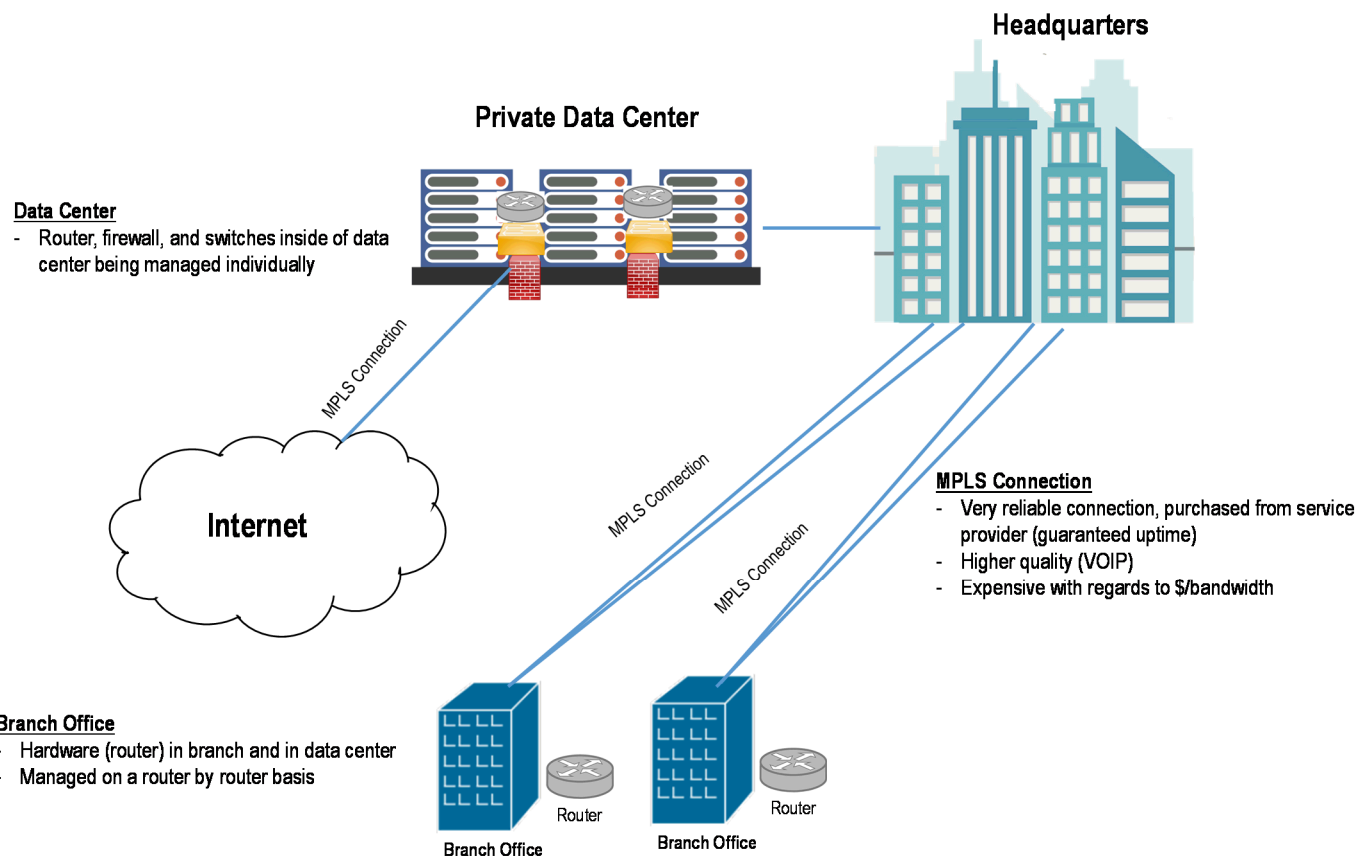 Headquarters
Private Data Center
Data Center
- Router, firewall, and switches inside of data
center being managed individually
MPLS Connection
Internet
MPLS Connection
MPLS Connection
MPLS Connection
- Very reliable connection, purchased from service
provider (guaranteed uptime)
- Higher quality (VOIP)
- Expensive with regards to $/bandwidth
Branch Office
- Hardware (router) in branch and in data center
- Managed on a router by router basis
Router
Router
Branch Office
Branch Office